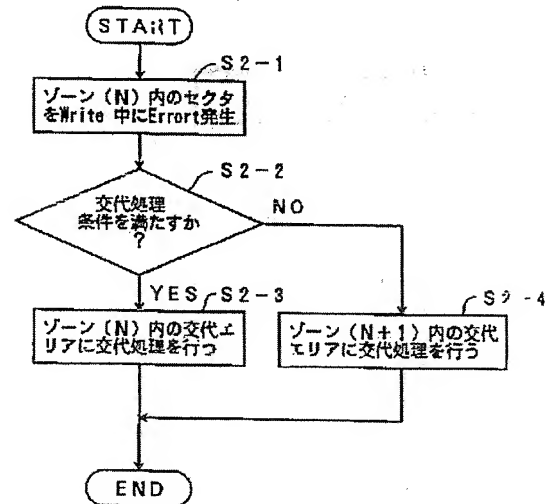 START
S2-1
ゾーン（N）内のセクタ
をWrite 中にErrort発生
S2-2
交代処理
条件を満たすか
?
NO
YES
S2-3
S2-4
ゾーン（N）内の交代エ
リアに交代処理を行う
ゾーン（N+1）内の交代
エリアに交代処理を行う
END